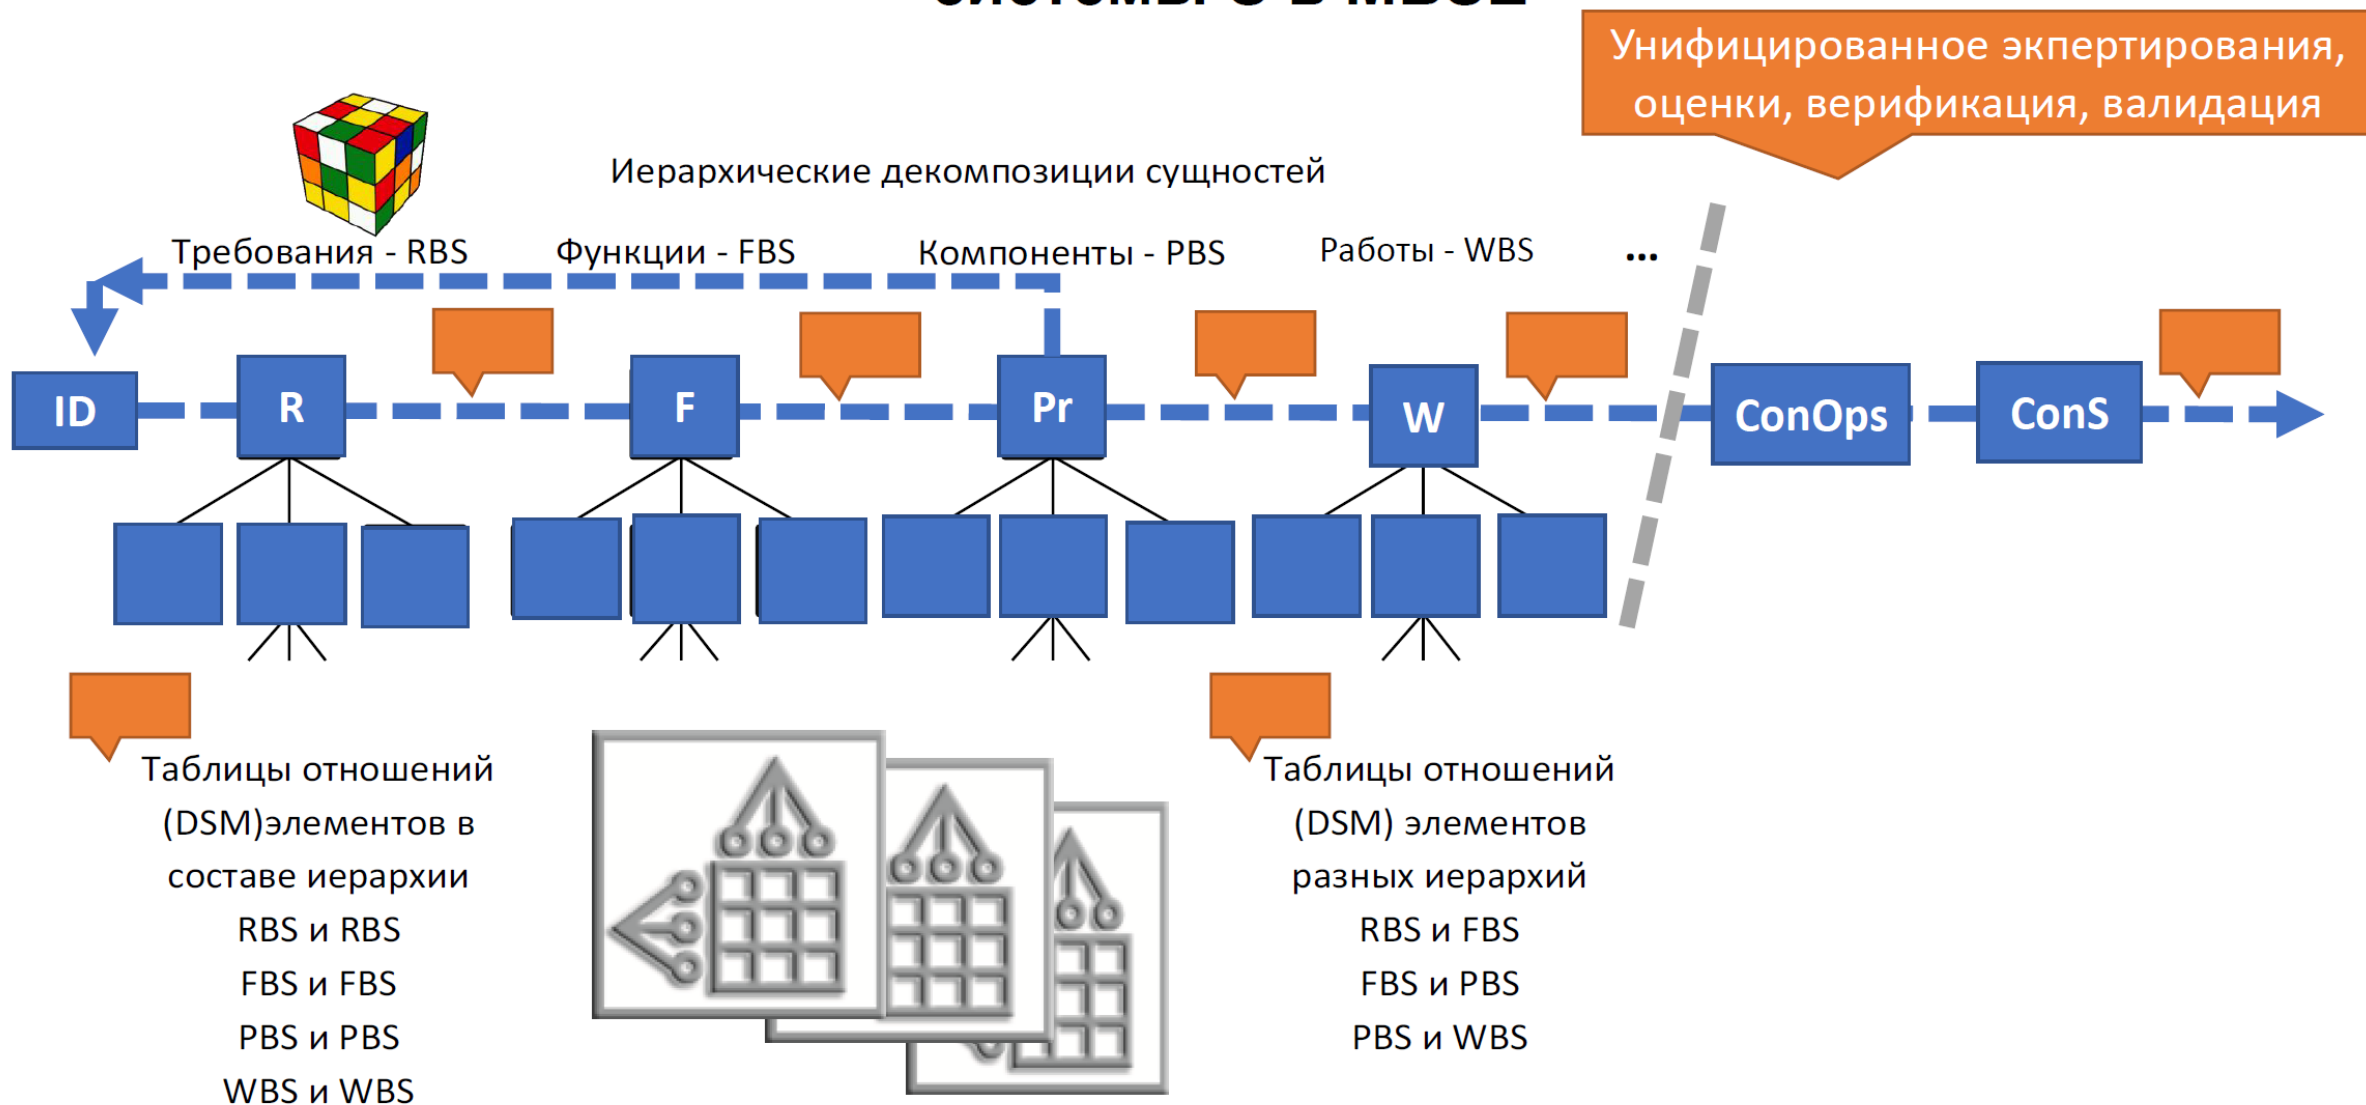 Унифицированное экпертирования,
оценки, верификация, валидация
Иерархические декомпозиции сущностей
Требования - RBS
Функции - FBS
Компоненты - PBS
Работы - WBS
...
ID
R
F
Pr
W
ConOps
ConS
Таблицы отношений
(DSM)элементов в
составе иерархии
RBS и RBS
FBS и FBS
PBS и PBS
WBS и WBS
Таблицы отношений
(DSM) элементов
разных иерархий
RBS и FBS
FBS и PBS
PBS и WBS